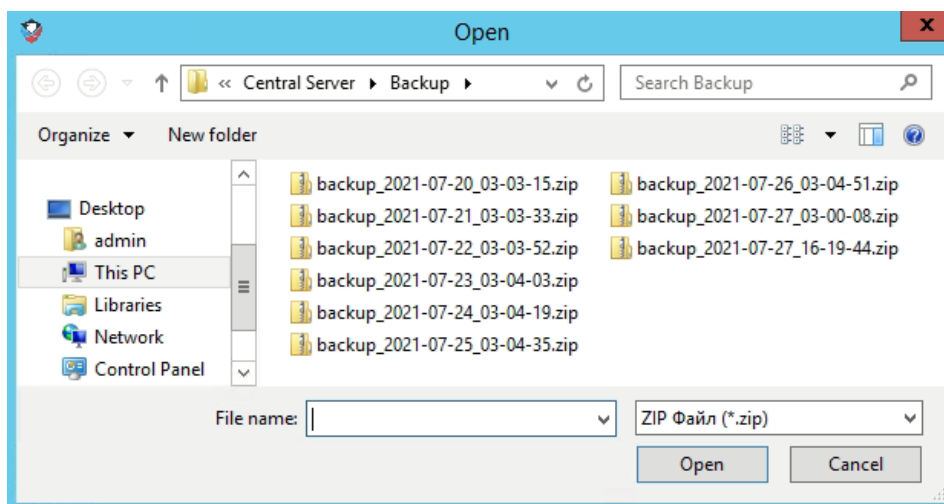 Open
« Central Server Backup
Search Backup
Organize New folder
Desktop
admin
This PC
Libraries
Network
Control Panel
backup_2021-07-20_03-03-15.zip
backup_2021-07-21_03-03-33.zip
backup_2021-07-22_03-03-52.zip
backup_2021-07-23_03-04-03.zip
backup_2021-07-24_03-04-19.zip
backup_2021-07-25_03-04-35.zip
backup_2021-07-26_03-04-51.zip
backup_2021-07-27_03-00-08.zip
backup_2021-07-27_16-19-44.zip
File name:
ZIP Файл (*.zip)
Open Cancel